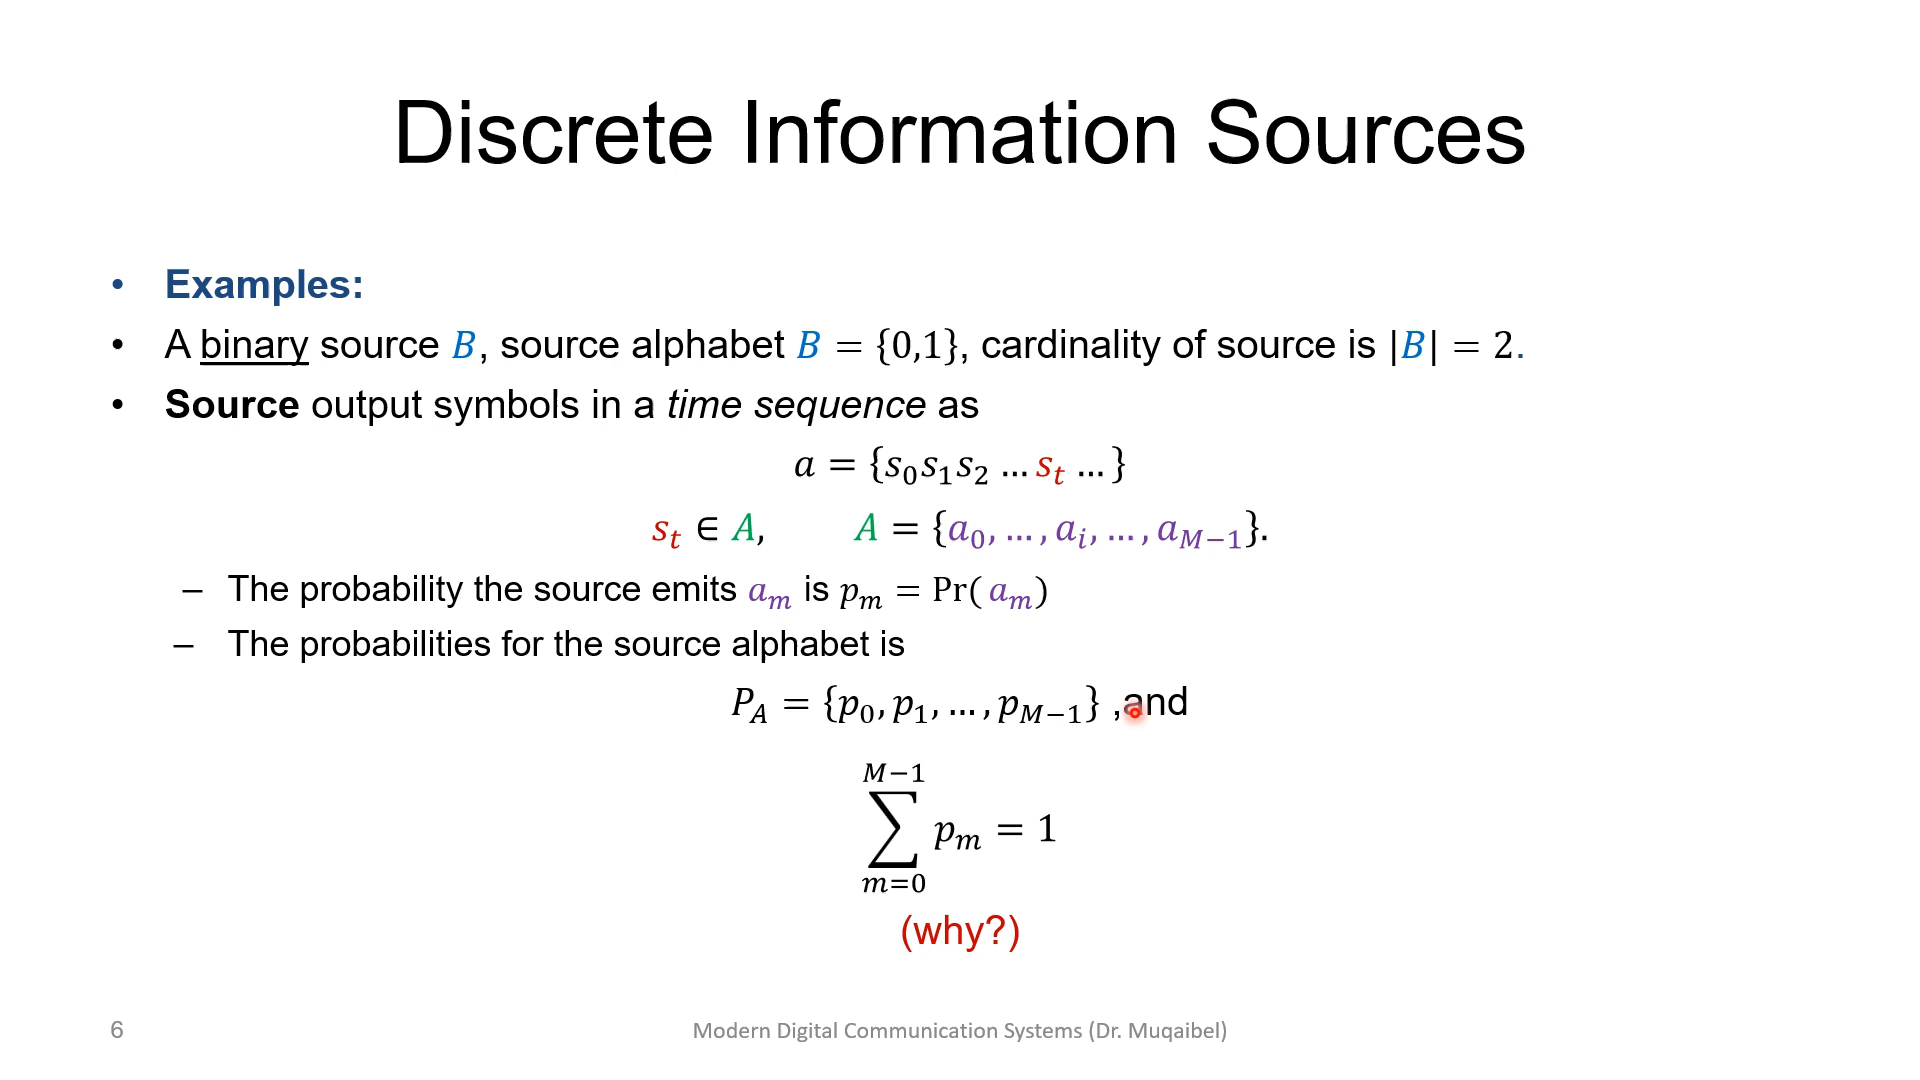 Discrete Information Sources
• Examples:
• A binary source 𝐵, source alphabet 𝐵 = {0,1}, cardinality of source is |𝐵| = 2.
• Source output symbols in a time sequence as
𝑎 = {𝑠₀𝑠₁𝑠₂ … 𝑠ₜ … }
𝑠ₜ ∈ 𝐴, 𝐴 = {𝑎₀, … , 𝑎ᵢ, … , 𝑎_{𝑀−1}}.
– The probability the source emits 𝑎ₘ is 𝑝ₘ = Pr( 𝑎ₘ)
– The probabilities for the source alphabet is
𝑃_𝐴 = {𝑝₀, 𝑝₁, … , 𝑝_{𝑀−1}} ,and
∑_{𝑚=0}^{𝑀−1} 𝑝ₘ = 1
(why?)
6 Modern Digital Communication Systems (Dr. Muqaibel)